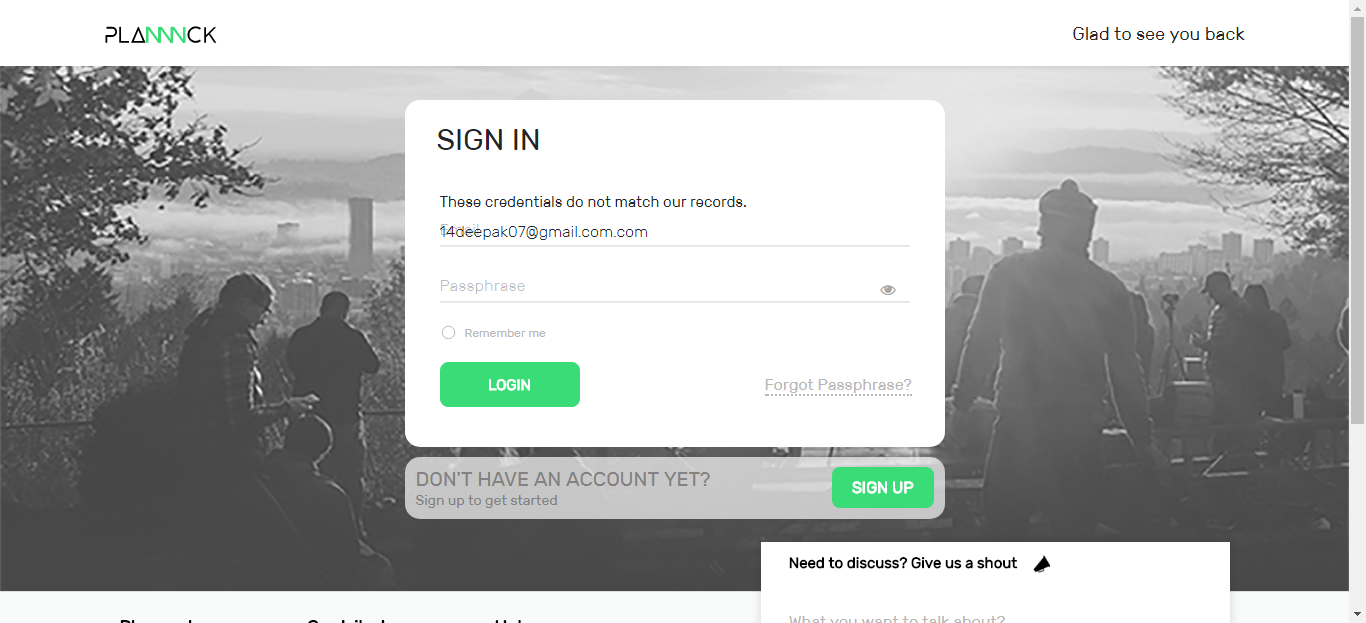 PLANNNCK
Glad to see you back
SIGN IN
These credentials do not match our records.
14deepak07@gmail.com.com
Passphrase
Remember me
LOGIN
Forgot Passphrase?
DON'T HAVE AN ACCOUNT YET?
Sign up to get started
SIGN UP
Need to discuss? Give us a shout
What you want to talk about?